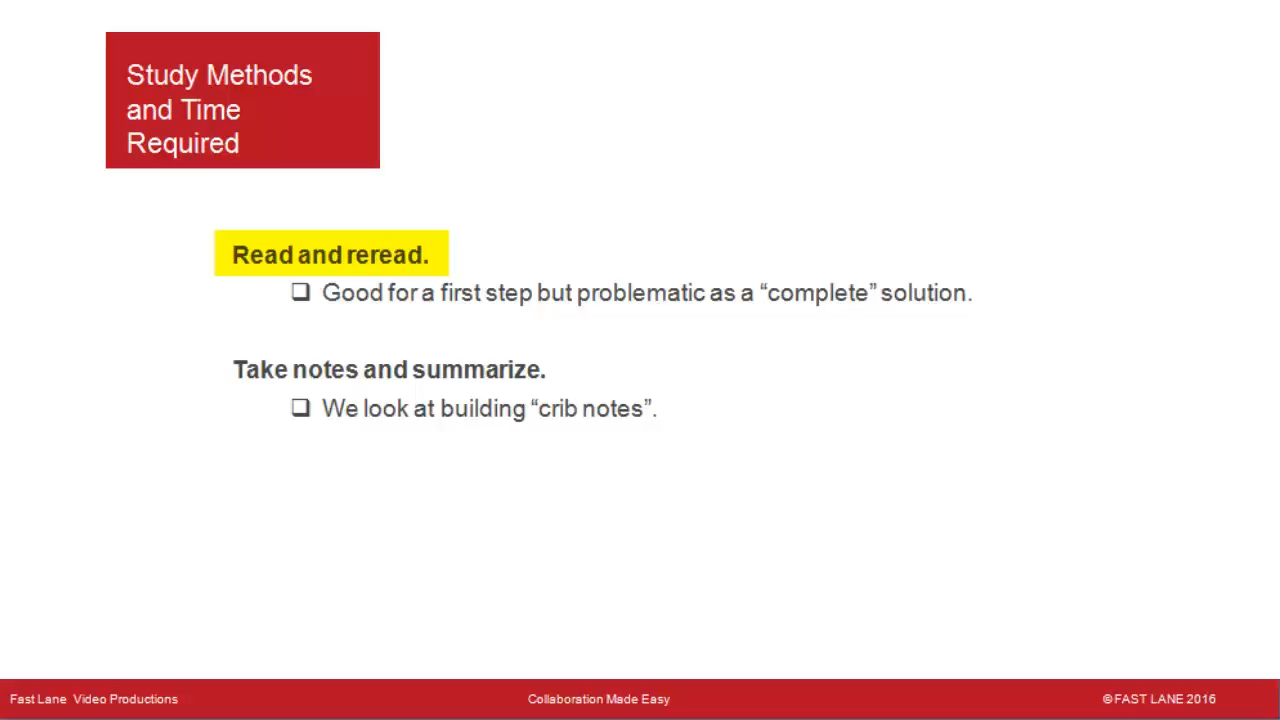 Study Methods
and Time
Required
Read and reread.
❑ Good for a first step but problematic as a “complete” solution.
Take notes and summarize.
❑ We look at building “crib notes”.
Fast Lane Video Productions
Collaboration Made Easy
© FAST LANE 2016